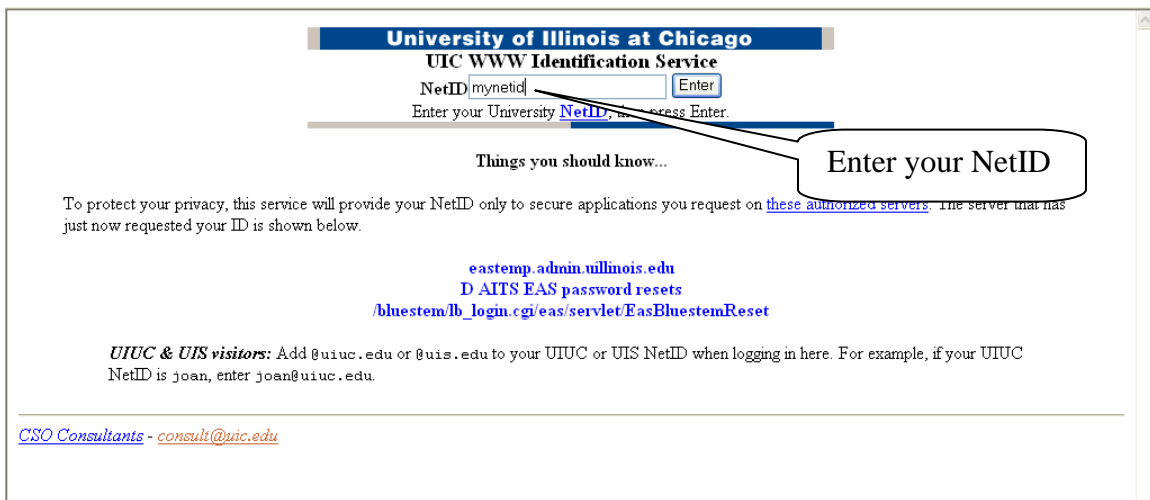 University of Illinois at Chicago
UIC WWW Identification Service
NetID mynetid Enter
Enter your University NetID, then press Enter.
Enter your NetID
Things you should know...
To protect your privacy, this service will provide your NetID only to secure applications you request on these authorized servers. The server that has
just now requested your ID is shown below.
eastemp.admin.uillinois.edu
D AITS EAS password resets
/bluestem/lb_login.cgi/eas/servlet/EasBluestemReset
UIUC & UIS visitors: Add @uiuc.edu or @uis.edu to your UIUC or UIS NetID when logging in here. For example, if your UIUC
NetID is joan, enter joan@uiuc.edu.
CSO Consultants - consult@uic.edu